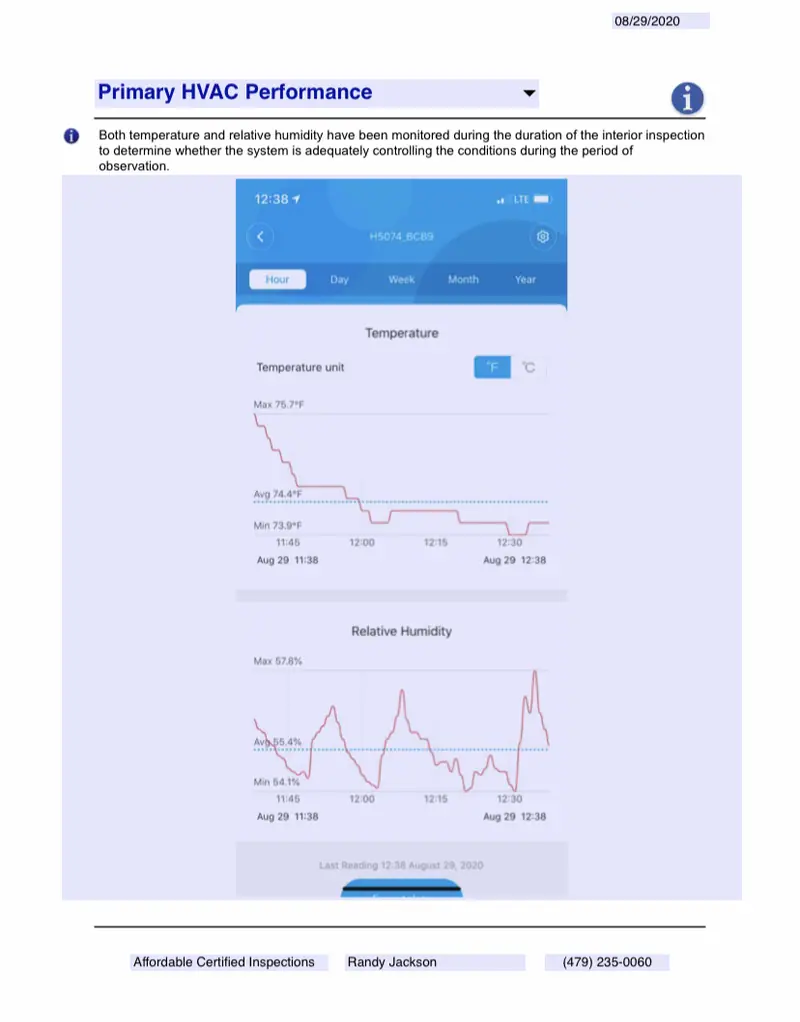 08/29/2020
Primary HVAC Performance
Both temperature and relative humidity have been monitored during the duration of the interior inspection
to determine whether the system is adequately controlling the conditions during the period of
observation.
12:38 LTE
H5074_BCB9
Hour Day Week Month Year
Temperature
Temperature unit °F °C
Max 75.7°F
Avg 74.4°F
Min 73.9°F
11:45 12:00 12:15 12:30
Aug 29 11:38 Aug 29 12:38
Relative Humidity
Max 57.8%
Avg 55.4%
Min 54.1%
11:45 12:00 12:15 12:30
Aug 29 11:38 Aug 29 12:38
Last Reading 12:38 August 29, 2020
Affordable Certified Inspections Randy Jackson (479) 235-0060